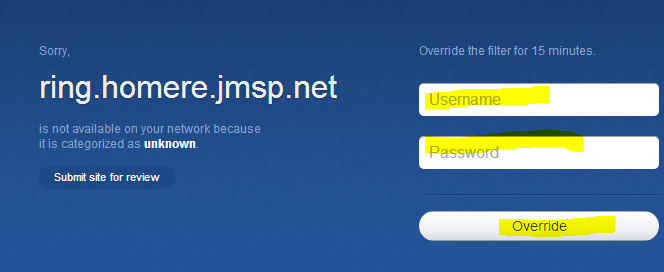 Sorry,
ring.homere.jmsp.net
is not available on your network because
it is categorized as unknown.
Submit site for review
Override the filter for 15 minutes.
Username
Password
Override